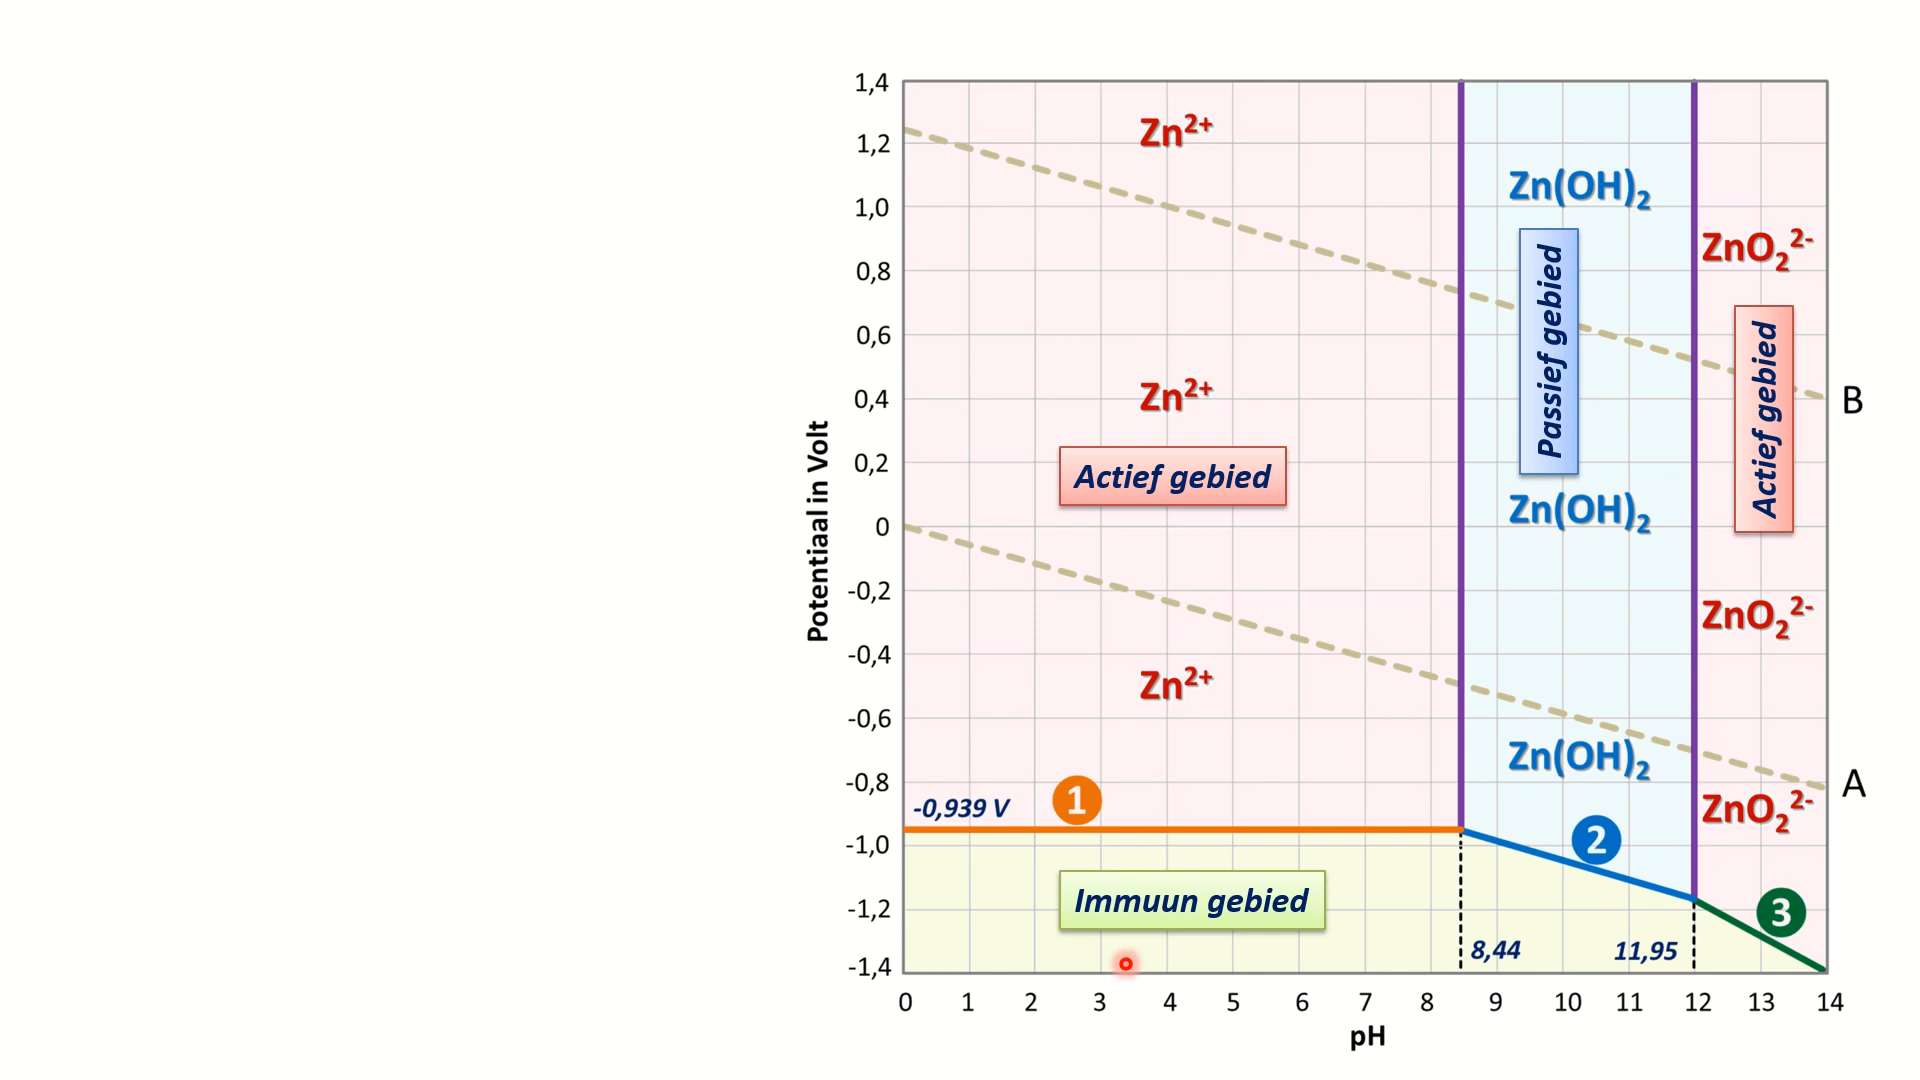 1,4
1,2
1,0
0,8
0,6
0,4
0,2
0
-0,2
-0,4
-0,6
-0,8
-1,0
-1,2
-1,4
Potentiaal in Volt
Zn²⁺
Zn²⁺
Actief gebied
Zn²⁺
Zn(OH)₂
Passief gebied
Zn(OH)₂
Zn(OH)₂
ZnO₂²⁻
Actief gebied
ZnO₂²⁻
ZnO₂²⁻
B
A
-0,939 V
1
2
3
Immuun gebied
8,44
11,95
0 1 2 3 4 5 6 7 8 9 10 11 12 13 14
pH